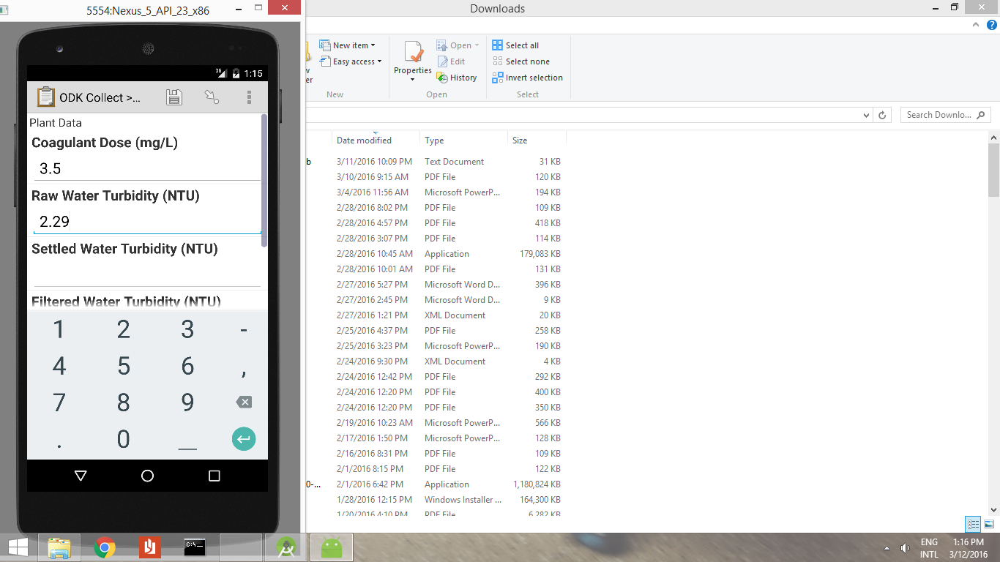 5554:Nexus_5_API_23_x86
3G 1:15
ODK Collect >...
Plant Data
Coagulant Dose (mg/L)
3.5
Raw Water Turbidity (NTU)
2.29
Settled Water Turbidity (NTU)
Filtered Water Turbidity (NTU)
1 2 3 -
4 5 6 ,
7 8 9
. 0 _
Downloads
New item
Easy access
New
Properties
Open
Edit
History
Open
Select all
Select none
Invert selection
Select
Search Downlo...
Date modified Type Size
b 3/11/2016 10:09 PM Text Document 31 KB
3/10/2016 9:15 AM PDF File 120 KB
3/4/2016 11:56 AM Microsoft PowerP... 194 KB
2/28/2016 8:02 PM PDF File 109 KB
2/28/2016 4:57 PM PDF File 418 KB
2/28/2016 3:07 PM PDF File 114 KB
2/28/2016 10:45 AM Application 179,083 KB
2/28/2016 10:01 AM PDF File 131 KB
2/27/2016 5:27 PM Microsoft Word D... 396 KB
2/27/2016 2:45 PM Microsoft Word D... 9 KB
2/27/2016 1:21 PM XML Document 20 KB
2/25/2016 4:37 PM PDF File 258 KB
2/25/2016 3:23 PM Microsoft PowerP... 190 KB
2/24/2016 9:30 PM XML Document 4 KB
2/24/2016 12:42 PM PDF File 292 KB
2/24/2016 12:20 PM PDF File 400 KB
2/24/2016 12:20 PM PDF File 350 KB
2/19/2016 10:23 AM Microsoft PowerP... 566 KB
2/17/2016 1:50 PM Microsoft PowerP... 128 KB
2/16/2016 8:31 PM PDF File 109 KB
2/1/2016 8:15 PM PDF File 122 KB
0-... 2/1/2016 6:42 PM Application 1,180,824 KB
1/28/2016 12:15 PM Windows Installer ... 164,300 KB
1/20/2016 4:10 PM PDF File 6,282 KB
C:\_
ENG 1:16 PM
INTL 3/12/2016